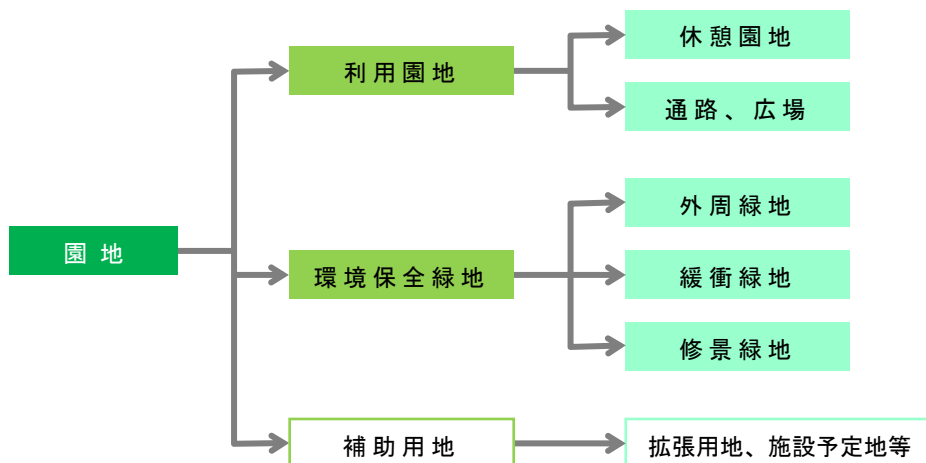 園地
利用園地
休憩園地
通路、広場
環境保全緑地
外周緑地
緩衝緑地
修景緑地
補助用地
拡張用地、施設予定地等